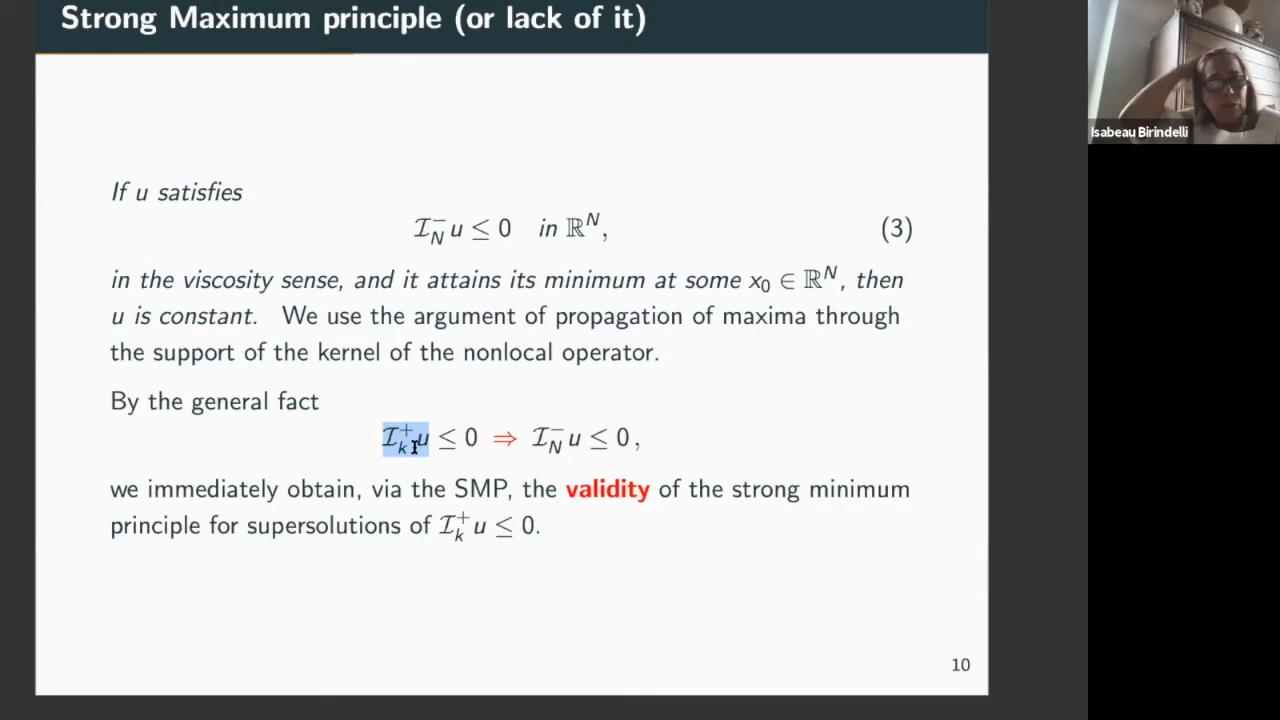 Strong Maximum principle (or lack of it)
Isabeau Birindelli
If u satisfies
𝓘⁻_N u ≤ 0 in ℝᴺ, (3)
in the viscosity sense, and it attains its minimum at some x₀ ∈ ℝᴺ, then
u is constant. We use the argument of propagation of maxima through
the support of the kernel of the nonlocal operator.
By the general fact
𝓘⁺_k u ≤ 0 ⇒ 𝓘⁻_N u ≤ 0 ,
we immediately obtain, via the SMP, the validity of the strong minimum
principle for supersolutions of 𝓘⁺_k u ≤ 0.
10